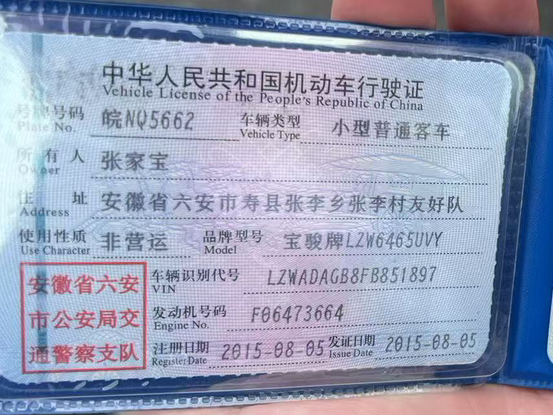 中华人民共和国机动车行驶证
Vehicle License of the People's Republic of China
号牌号码 皖NQ5662 车辆类型 小型普通客车
Plate No. Vehicle Type
所有人 张家宝
Owner
住址 安徽省六安市寿县张李乡张李村友好队
Address
使用性质 非营运 品牌型号 宝骏牌LZW6465UVY
Use Character Model
安徽省六安
市公安局交
通警察支队
车辆识别代号 LZWADAGB8FB851897
VIN
发动机号码 F06473664
Engine No.
注册日期 2015-08-05 发证日期 2015-08-05
Register Date Issue Date